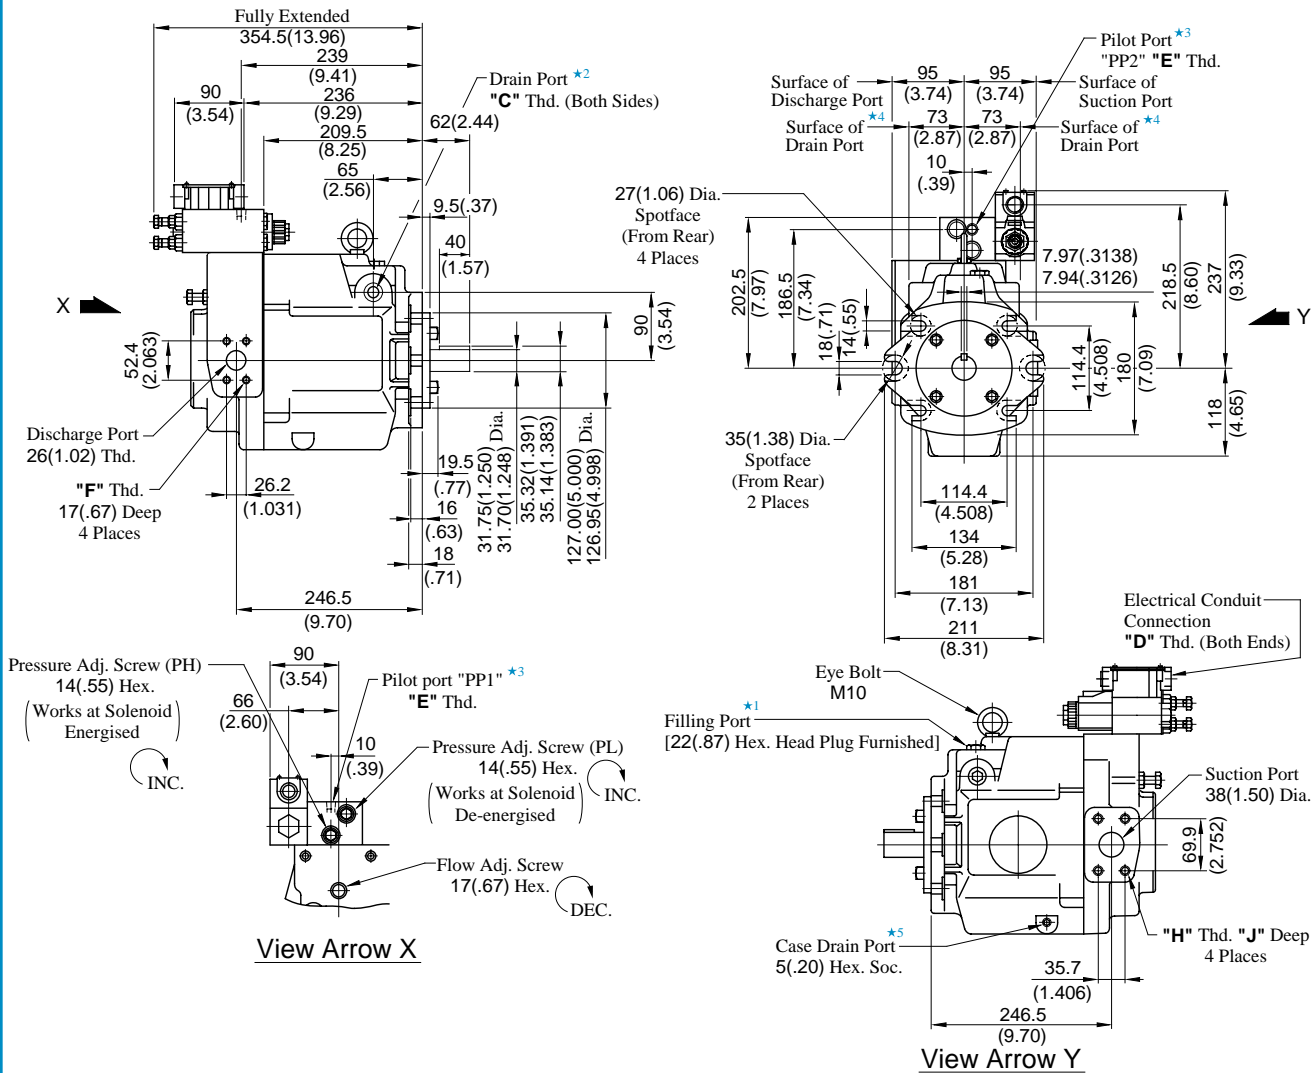 Fully Extended
354.5(13.96)
239
(9.41)
90
(3.54)
236
(9.29)
209.5
(8.25)
62(2.44)
65
(2.56)
Drain Port ★2
"C" Thd. (Both Sides)
9.5(.37)
40
(1.57)
X
90
(3.54)
52.4
(2.063)
Discharge Port
26(1.02) Thd.
"F" Thd.
17(.67) Deep
4 Places
26.2
(1.031)
19.5
(.77)
16
(.63)
18
(.71)
31.75(1.250) Dia.
31.70(1.248)
35.32(1.391)
35.14(1.383)
127.00(5.000) Dia.
126.95(4.998)
246.5
(9.70)
Pilot Port ★3
"PP2" "E" Thd.
Surface of
Discharge Port
95
(3.74)
95
(3.74)
Surface of
Suction Port
★4
Surface of
Drain Port
73
(2.87)
73
(2.87)
Surface of ★4
Drain Port
10
(.39)
27(1.06) Dia.
Spotface
(From Rear)
4 Places
202.5
(7.97)
186.5
(7.34)
18(.71)
14(.55)
7.97(.3138)
7.94(.3126)
218.5
(8.60)
237
(9.33)
Y
114.4
(4.508)
180
(7.09)
118
(4.65)
35(1.38) Dia.
Spotface
(From Rear)
2 Places
114.4
(4.508)
134
(5.28)
181
(7.13)
211
(8.31)
Pressure Adj. Screw (PH)
14(.55) Hex.
(Works at Solenoid
Energised)
INC.
90
(3.54)
66
(2.60)
Pilot port "PP1" ★3
"E" Thd.
10
(.39)
Pressure Adj. Screw (PL)
14(.55) Hex.
(Works at Solenoid
De-energised)
INC.
Flow Adj. Screw
17(.67) Hex.
DEC.
View Arrow X
Electrical Conduit
Connection
"D" Thd. (Both Ends)
Eye Bolt
M10
Filling Port ★1
[22(.87) Hex. Head Plug Furnished]
Suction Port
38(1.50) Dia.
69.9
(2.752)
"H" Thd. "J" Deep
4 Places
Case Drain Port ★5
5(.20) Hex. Soc.
35.7
(1.406)
246.5
(9.70)
View Arrow Y